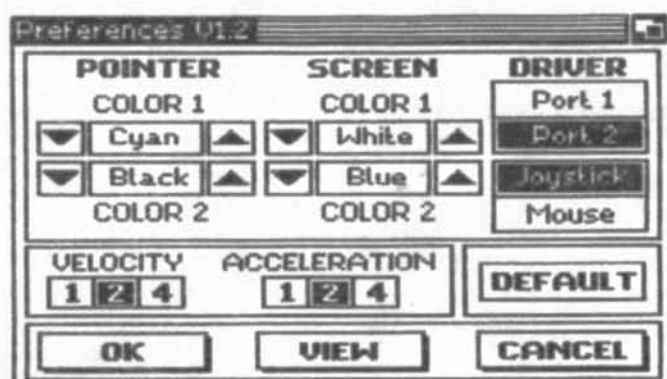 Preferences V1.2
POINTER SCREEN DRIVER
COLOR 1 COLOR 1 Port 1
Cyan White Port 2
Black Blue Joystick
COLOR 2 COLOR 2 Mouse
VELOCITY ACCELERATION
1 2 4 1 2 4 DEFAULT
OK VIEW CANCEL